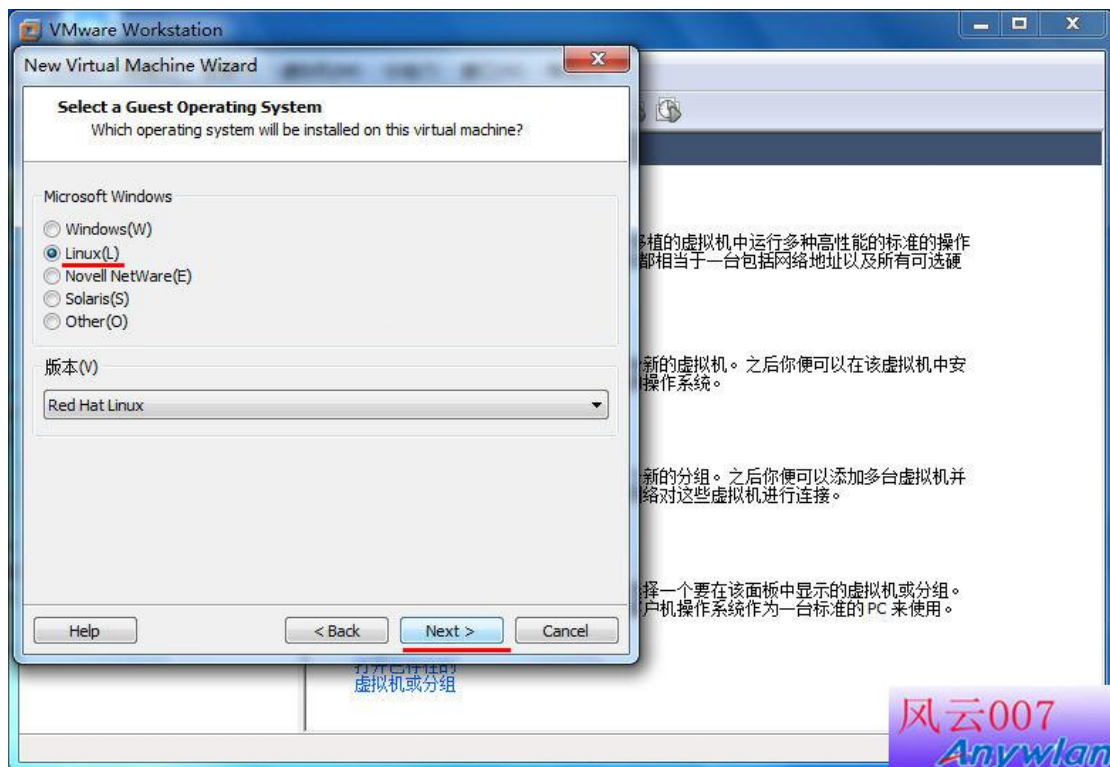 VMware Workstation
New Virtual Machine Wizard
Select a Guest Operating System
Which operating system will be installed on this virtual machine?
Microsoft Windows
Windows(W)
Linux(L)
Novell NetWare(E)
Solaris(S)
Other(O)
版本(V)
Red Hat Linux
Help
< Back
Next >
Cancel
移植的虚拟机中运行多种高性能的标准的操作
都相当于一台包括网络地址以及所有可选硬
新的虚拟机。之后你便可以在该虚拟机中安
操作系统。
新的分组。之后你便可以添加多台虚拟机并
络对这些虚拟机进行连接。
择一个要在该面板中显示的虚拟机或分组。
户机操作系统作为一台标准的 PC 来使用。
打开已存在的
虚拟机或分组
风云007
Anywlan